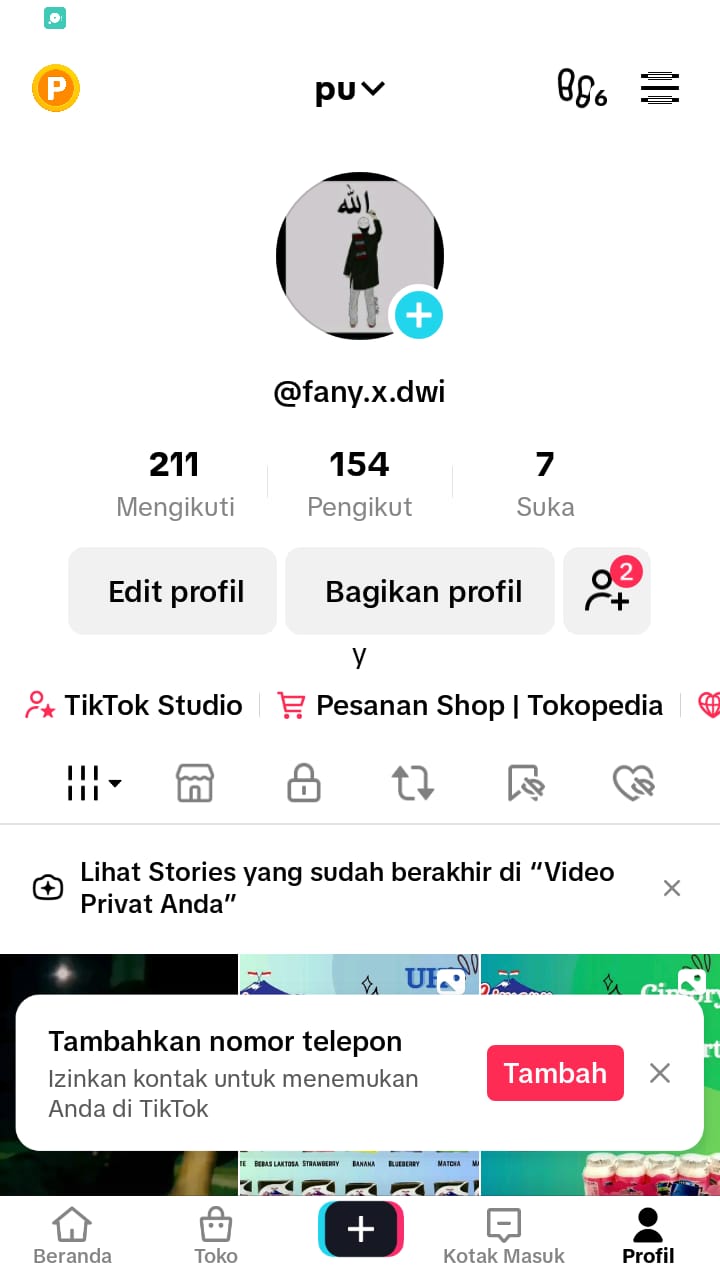 P
pu
6
الله
@fany.x.dwi
211
Mengikuti
154
Pengikut
7
Suka
Edit profil
Bagikan profil
2
y
TikTok Studio
Pesanan Shop | Tokopedia
Lihat Stories yang sudah berakhir di “Video
Privat Anda”
Tambahkan nomor telepon
Izinkan kontak untuk menemukan
Anda di TikTok
Tambah
BEBAS LAKTOSA STRAWBERRY BANANA BLUEBERRY MATCHA
Beranda
Toko
Kotak Masuk
Profil